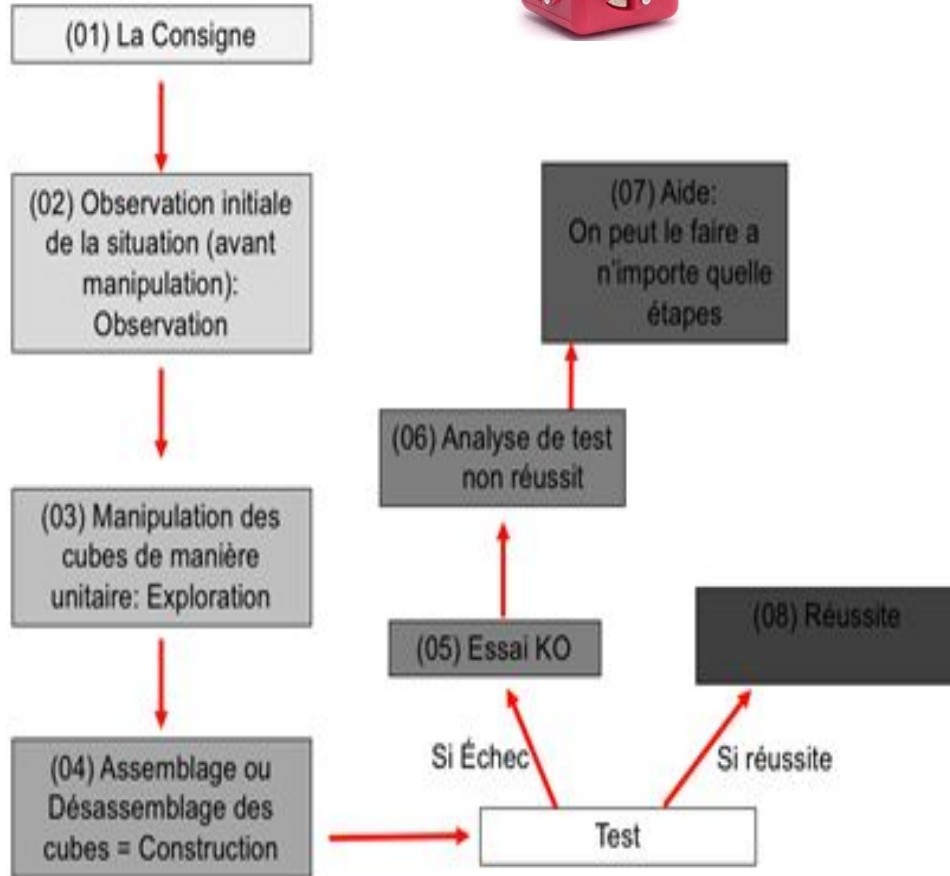 (01) La Consigne
(02) Observation initiale
de la situation (avant
manipulation):
Observation
(03) Manipulation des
cubes de manière
unitaire: Exploration
(04) Assemblage ou
Désassemblage des
cubes = Construction
Test
Si Échec
Si réussite
(05) Essai KO
(06) Analyse de test
non réussit
(07) Aide:
On peut le faire a
n'importe quelle
étapes
(08) Réussite